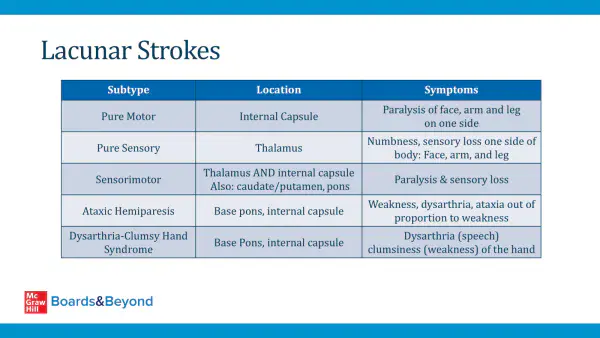 Lacunar Strokes
Subtype Location Symptoms
Pure Motor Internal Capsule Paralysis of face, arm and leg
on one side
Pure Sensory Thalamus Numbness, sensory loss one side of
body: Face, arm, and leg
Sensorimotor Thalamus AND internal capsule
Also: caudate/putamen, pons Paralysis & sensory loss
Ataxic Hemiparesis Base pons, internal capsule Weakness, dysarthria, ataxia out of
proportion to weakness
Dysarthria-Clumsy Hand
Syndrome Base Pons, internal capsule Dysarthria (speech)
clumsiness (weakness) of the hand
Mc
Graw
Hill
Boards&Beyond